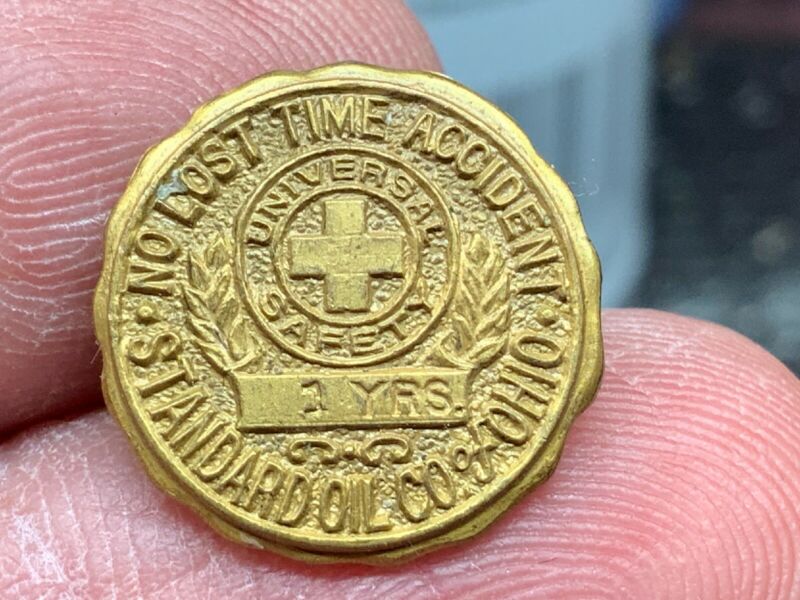 NO LOST TIME ACCIDENT
UNIVERSAL
SAFETY
1 YRS.
STANDARD OIL CO. of OHIO